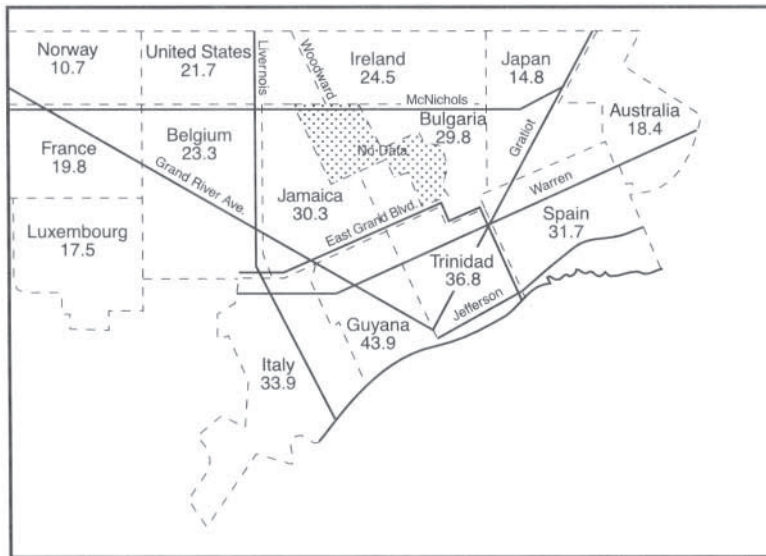 Norway
10.7
United States
21.7
Livernois
Woodward
Ireland
24.5
Japan
14.8
McNichols
France
19.8
Belgium
23.3
Grand River Ave.
No Data
Bulgaria
29.8
Gratiot
Australia
18.4
Luxembourg
17.5
Jamaica
30.3
East Grand Blvd.
Warren
Spain
31.7
Trinidad
36.8
Jefferson
Guyana
43.9
Italy
33.9